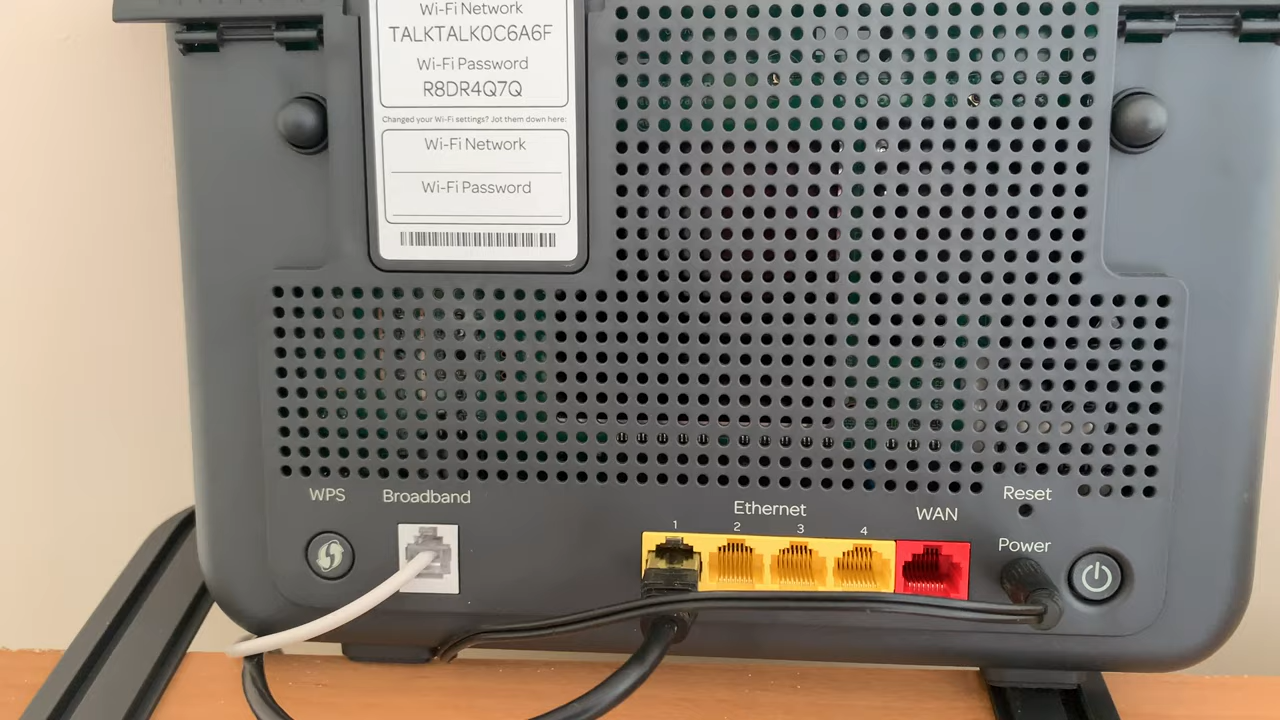 Wi-Fi Network
TALKTALK0C6A6F
Wi-Fi Password
R8DR4Q7Q
Changed your Wi-Fi settings? Jot them down here:
Wi-Fi Network
Wi-Fi Password
WPS
Broadband
Ethernet
1 2 3 4
WAN
Reset
Power